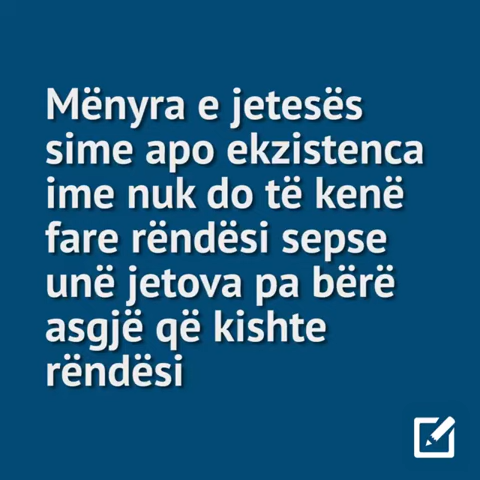 Mënyra e jetesës
sime apo ekzistenca
ime nuk do të kenë
fare rëndësi sepse
unë jetova pa bërë
asgjë që kishte
rëndësi